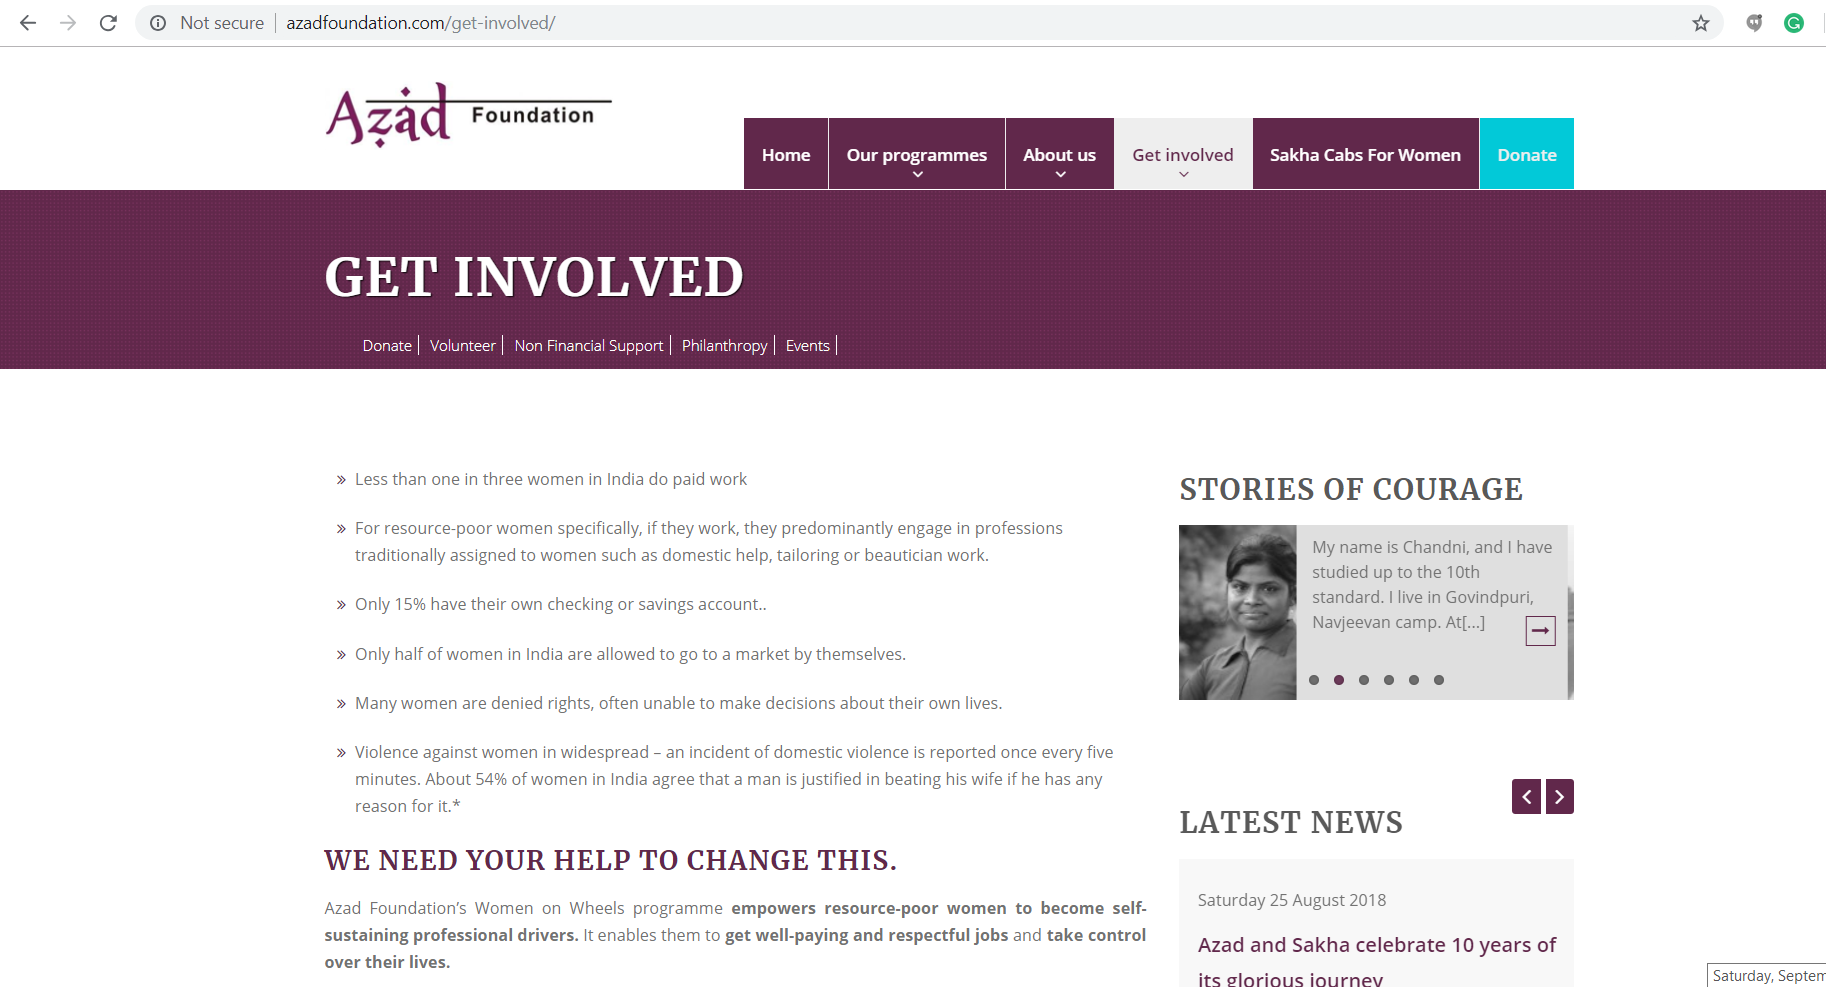 Not secure azadfoundation.com/get-involved/
Azad Foundation
Home Our programmes About us Get involved Sakha Cabs For Women Donate
GET INVOLVED
Donate Volunteer Non Financial Support Philanthropy Events
Less than one in three women in India do paid work
For resource-poor women specifically, if they work, they predominantly engage in professions
traditionally assigned to women such as domestic help, tailoring or beautician work.
Only 15% have their own checking or savings account..
Only half of women in India are allowed to go to a market by themselves.
Many women are denied rights, often unable to make decisions about their own lives.
Violence against women in widespread – an incident of domestic violence is reported once every five
minutes. About 54% of women in India agree that a man is justified in beating his wife if he has any
reason for it.*
WE NEED YOUR HELP TO CHANGE THIS.
Azad Foundation's Women on Wheels programme empowers resource-poor women to become self-
sustaining professional drivers. It enables them to get well-paying and respectful jobs and take control
over their lives.
STORIES OF COURAGE
My name is Chandni, and I have
studied up to the 10th
standard. I live in Govindpuri,
Navjeevan camp. At[...]
LATEST NEWS
Saturday 25 August 2018
Azad and Sakha celebrate 10 years of
its glorious journey
Saturday, Septem